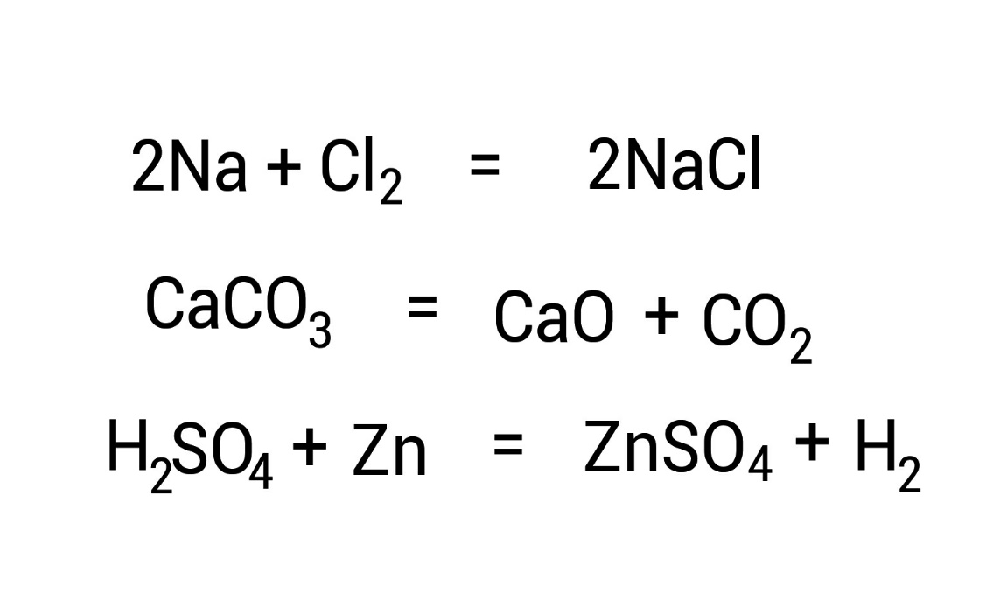 2Na + Cl₂ = 2NaCl
CaCO₃ = CaO + CO₂
H₂SO₄ + Zn = ZnSO₄ + H₂